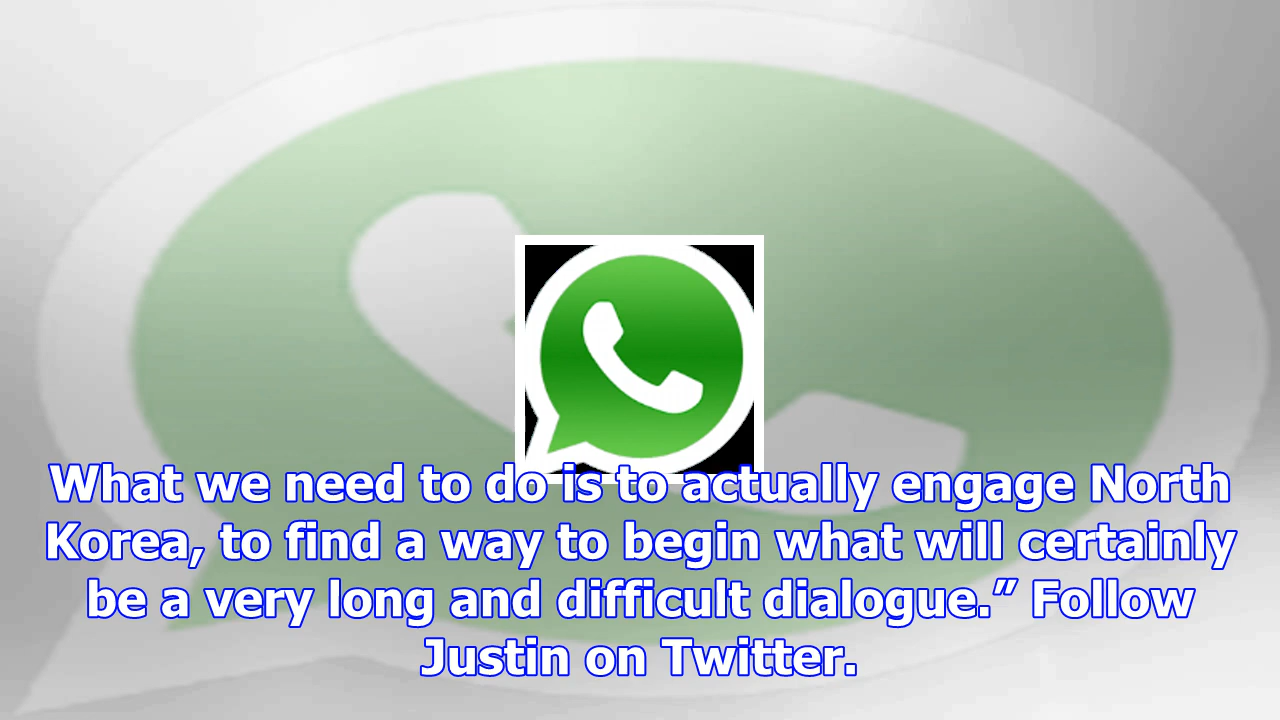 What we need to do is to actually engage North
Korea, to find a way to begin what will certainly
be a very long and difficult dialogue.” Follow
Justin on Twitter.